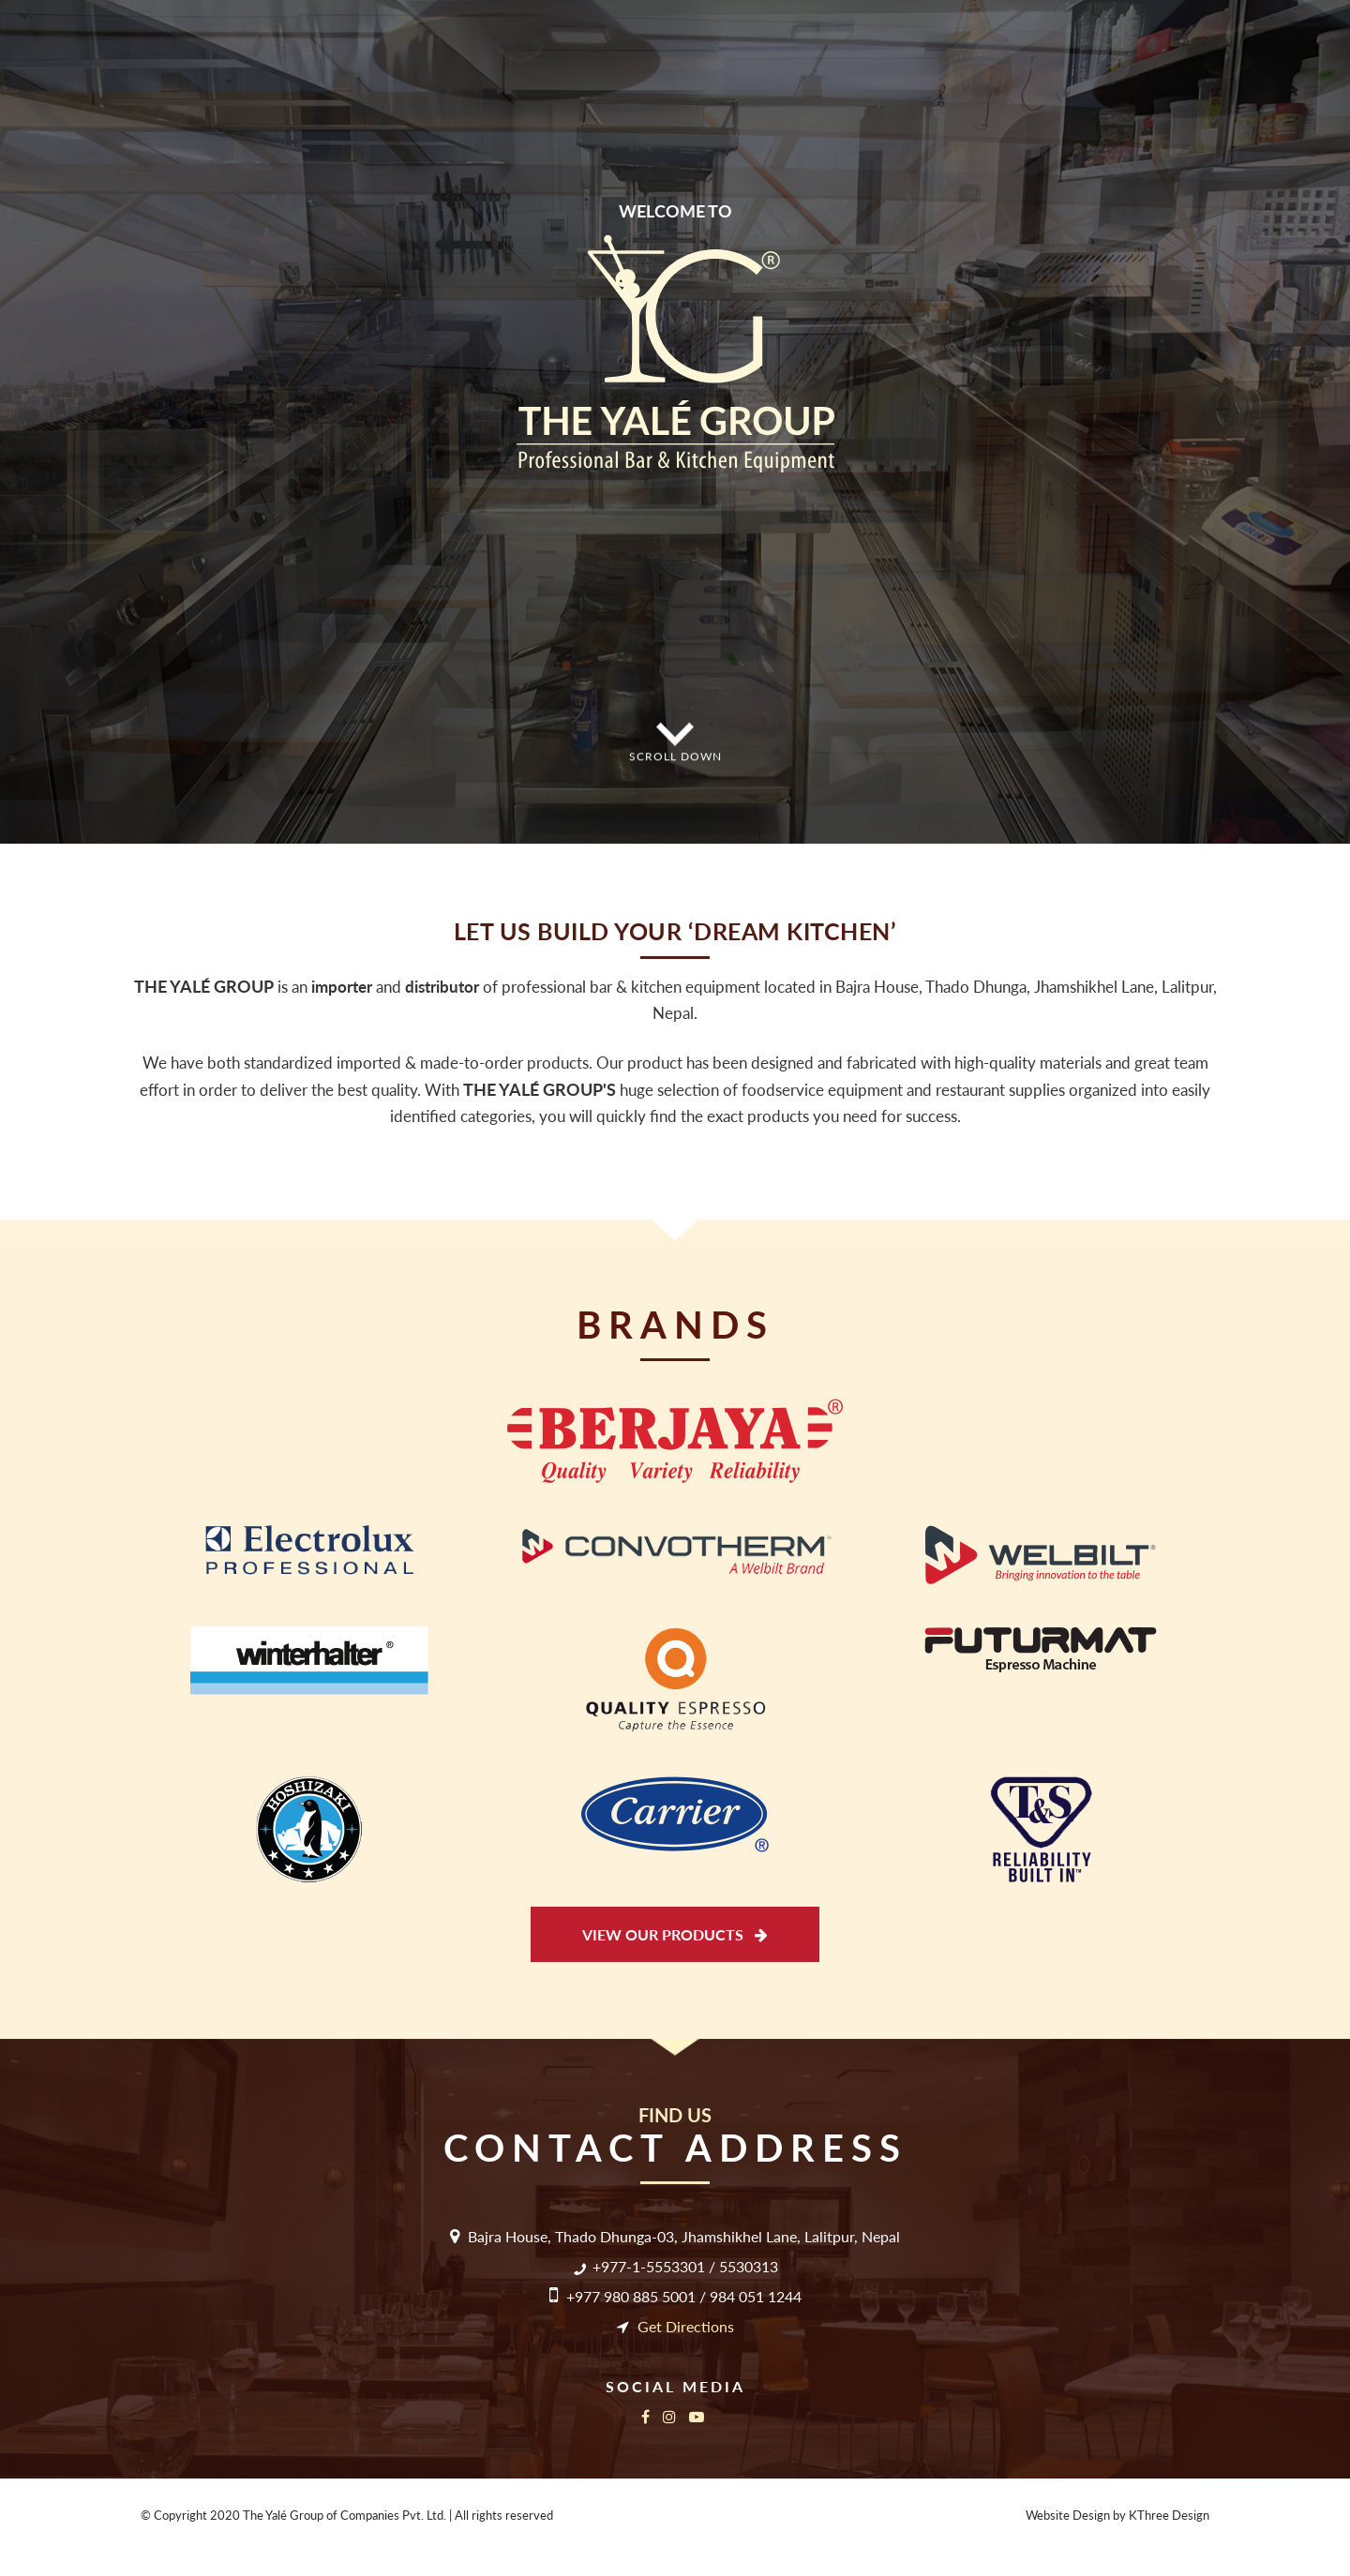 WELCOME TO
YG®
THE YALÉ GROUP
Professional Bar & Kitchen Equipment
SCROLL DOWN
LET US BUILD YOUR ‘DREAM KITCHEN’
THE YALÉ GROUP is an importer and distributor of professional bar & kitchen equipment located in Bajra House, Thado Dhunga, Jhamshikhel Lane, Lalitpur,
Nepal.
We have both standardized imported & made-to-order products. Our product has been designed and fabricated with high-quality materials and great team
effort in order to deliver the best quality. With THE YALÉ GROUP'S huge selection of foodservice equipment and restaurant supplies organized into easily
identified categories, you will quickly find the exact products you need for success.
BRANDS
BERJAYA®
Quality Variety Reliability
Electrolux
PROFESSIONAL
CONVOTHERM®
A Welbilt Brand
WELBILT®
Bringing innovation to the table
winterhalter®
QUALITY ESPRESSO
Capture the Essence
FUTURMAT
Espresso Machine
HOSHIZAKI
Carrier®
T&S
RELIABILITY
BUILT IN™
VIEW OUR PRODUCTS
FIND US
CONTACT ADDRESS
Bajra House, Thado Dhunga-03, Jhamshikhel Lane, Lalitpur, Nepal
+977-1-5553301 / 5530313
+977 980 885 5001 / 984 051 1244
Get Directions
SOCIAL MEDIA
© Copyright 2020 The Yalé Group of Companies Pvt. Ltd. | All rights reserved
Website Design by KThree Design